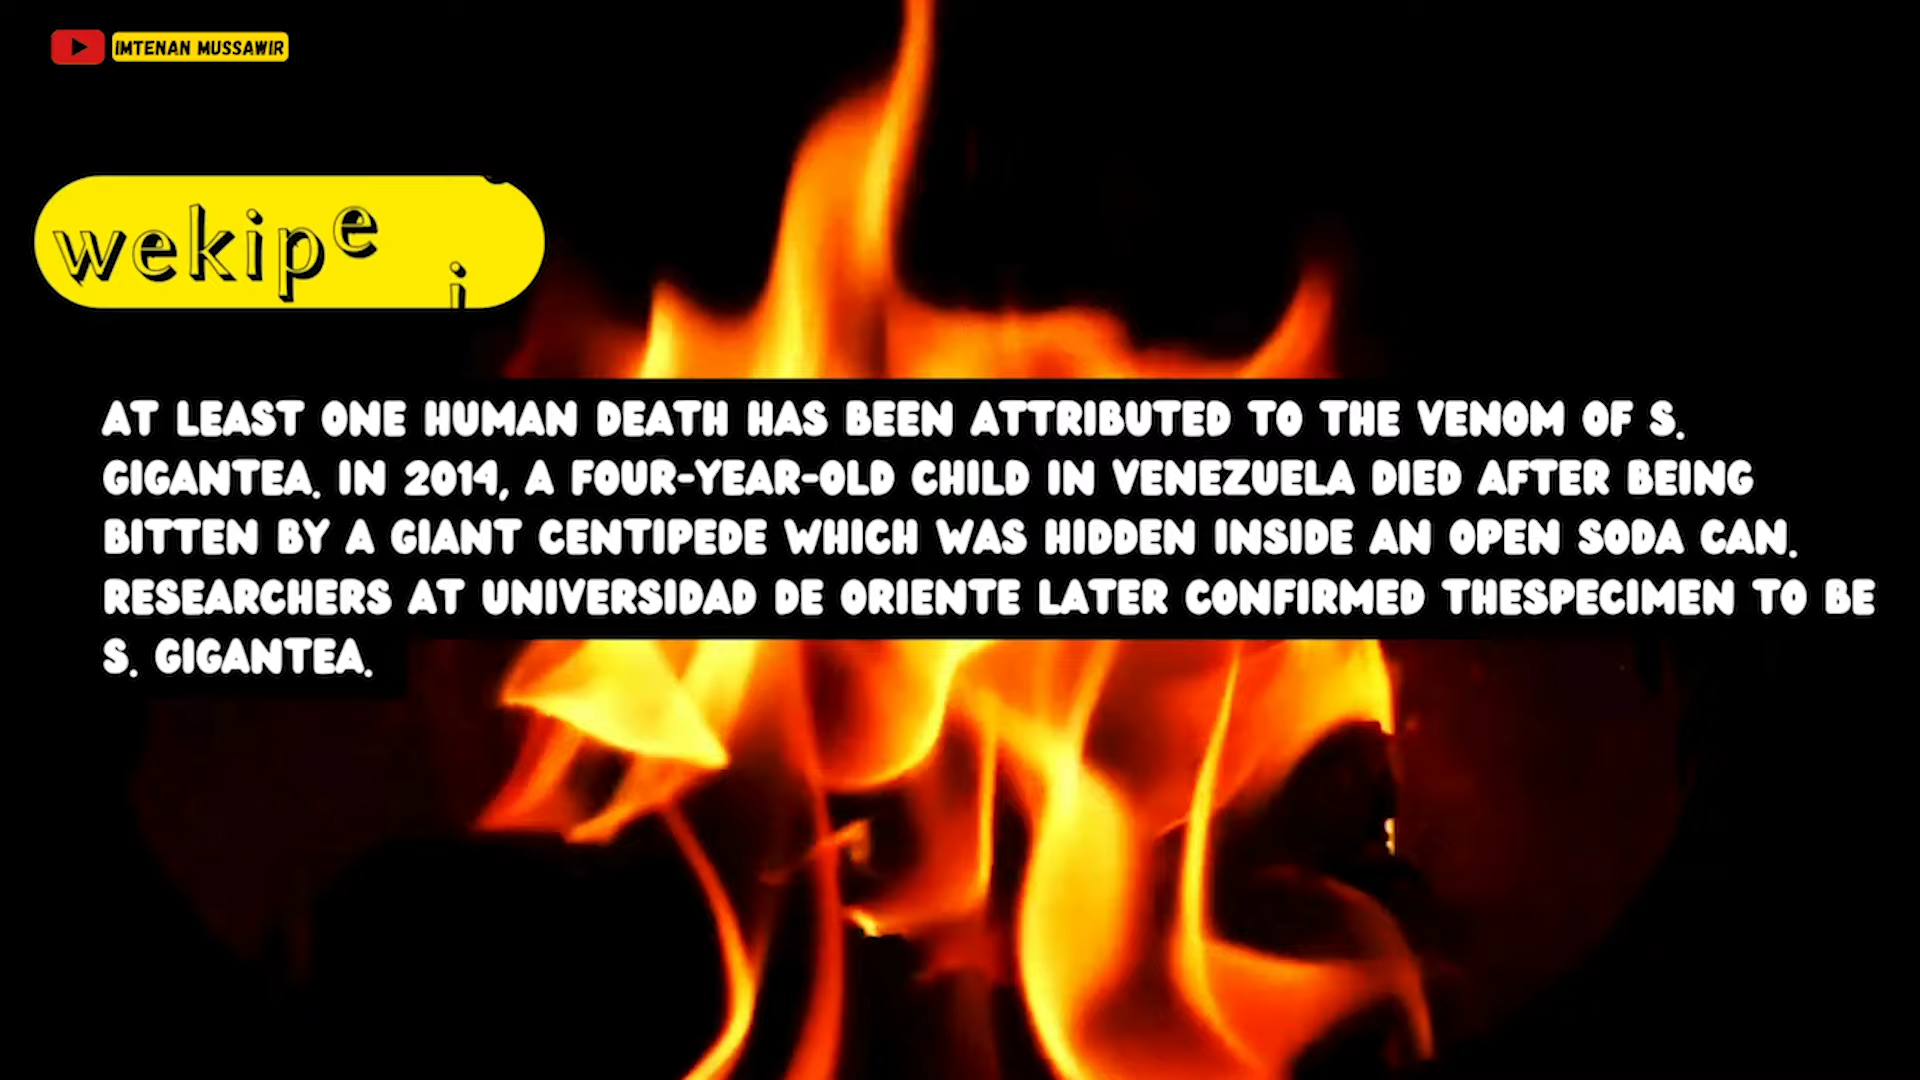 IMTENAN MUSSAWIR
wekipe i
AT LEAST ONE HUMAN DEATH HAS BEEN ATTRIBUTED TO THE VENOM OF S.
GIGANTEA. IN 2014, A FOUR-YEAR-OLD CHILD IN VENEZUELA DIED AFTER BEING
BITTEN BY A GIANT CENTIPEDE WHICH WAS HIDDEN INSIDE AN OPEN SODA CAN.
RESEARCHERS AT UNIVERSIDAD DE ORIENTE LATER CONFIRMED THESPECIMEN TO BE
S. GIGANTEA.